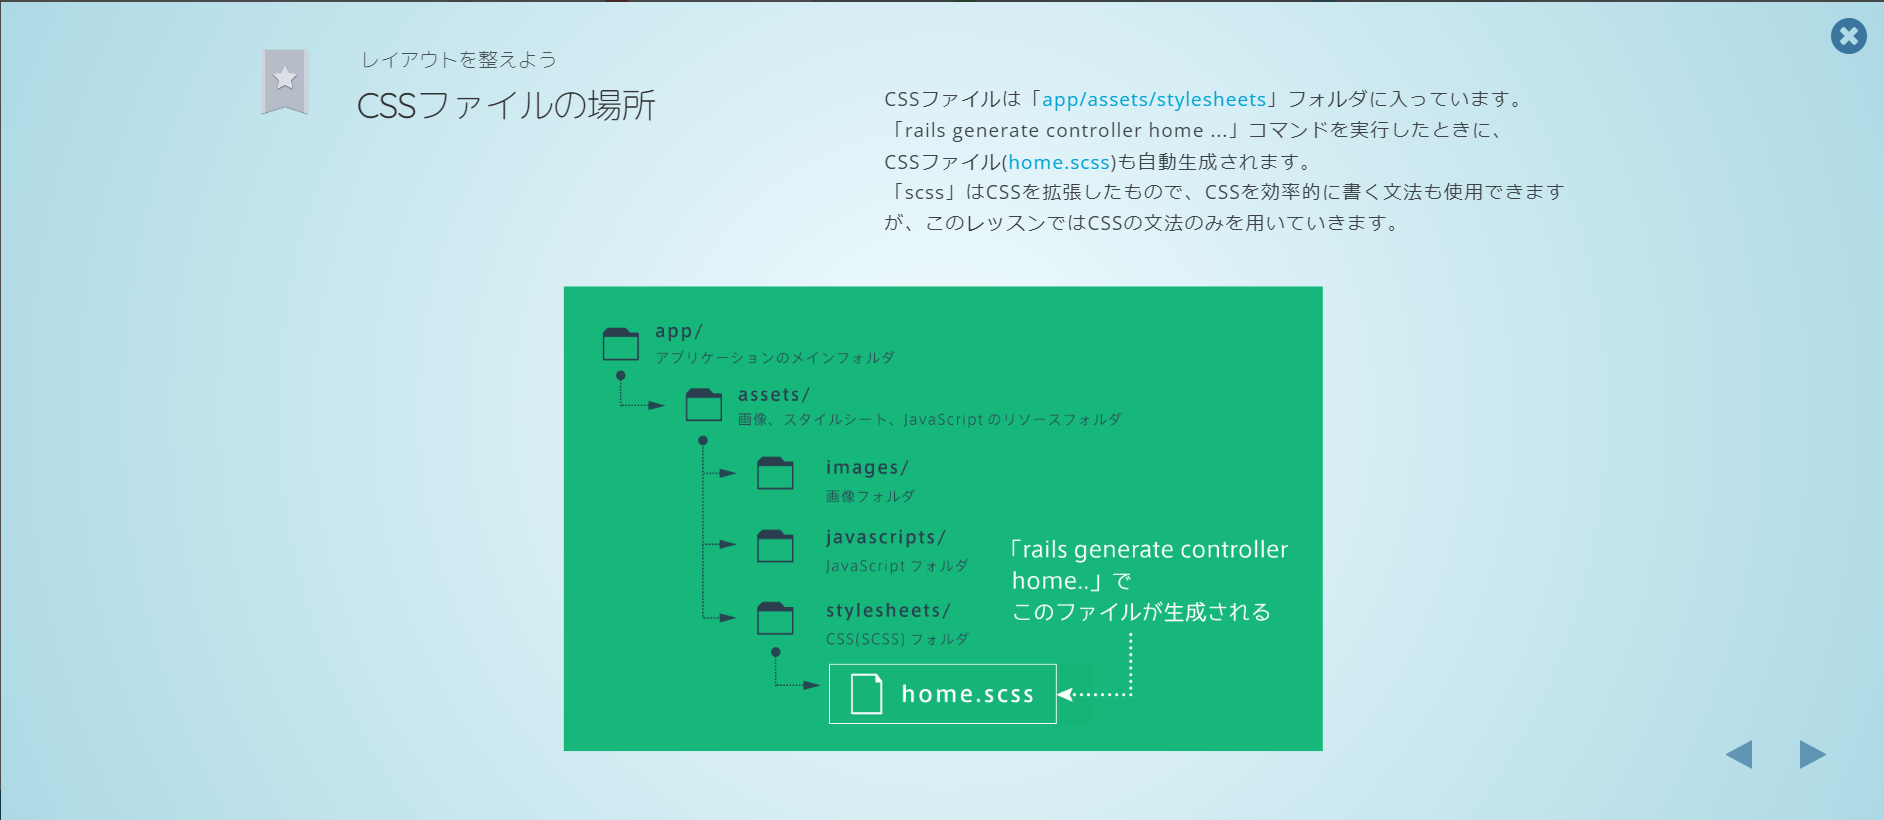 レイアウトを整えよう
CSSファイルの場所
CSSファイルは「app/assets/stylesheets」フォルダに入っています。
「rails generate controller home ...」コマンドを実行したときに、
CSSファイル(home.scss)も自動生成されます。
「scss」はCSSを拡張したもので、CSSを効率的に書く文法も使用できます
が、このレッスンではCSSの文法のみを用いていきます。
app/
アプリケーションのメインフォルダ
assets/
画像、スタイルシート、JavaScript のリソースフォルダ
images/
画像フォルダ
javascripts/
JavaScript フォルダ
stylesheets/
CSS(SCSS) フォルダ
「rails generate controller
home..」で
このファイルが生成される
home.scss